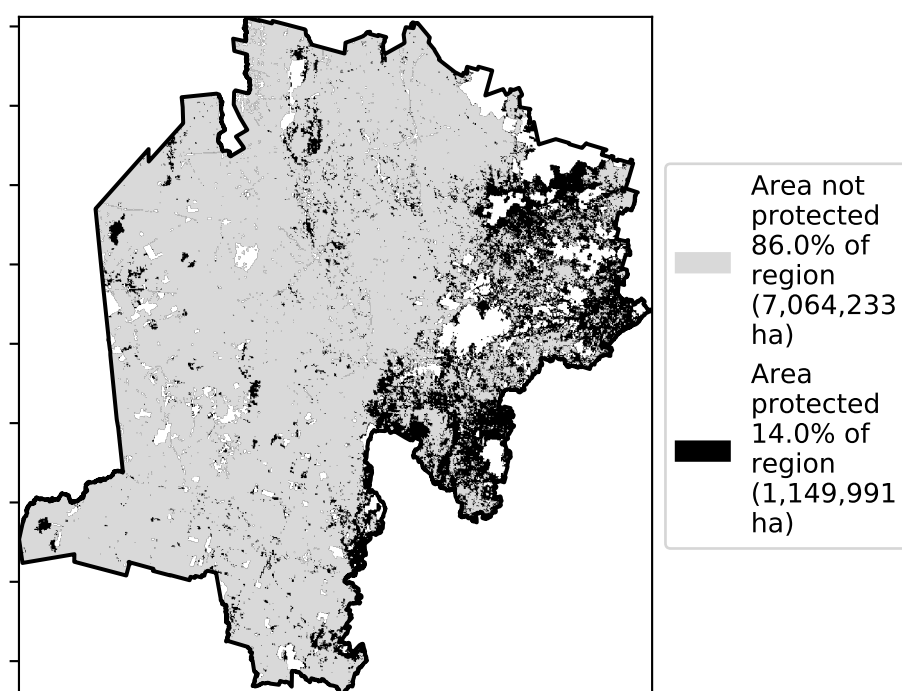 Area not
protected
86.0% of
region
(7,064,233
ha)
Area
protected
14.0% of
region
(1,149,991
ha)